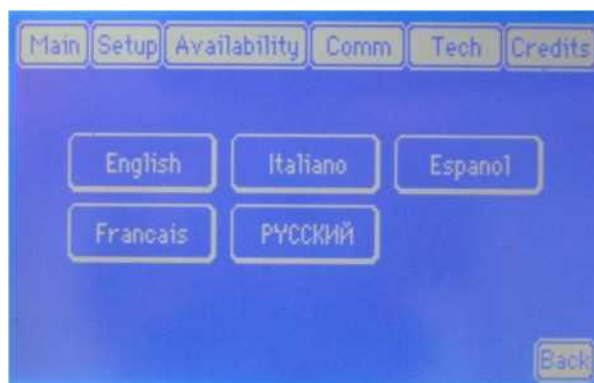 Main Setup Availability Comm Tech Credits
English Italiano Espanol
Francais РУССКИЙ
Back